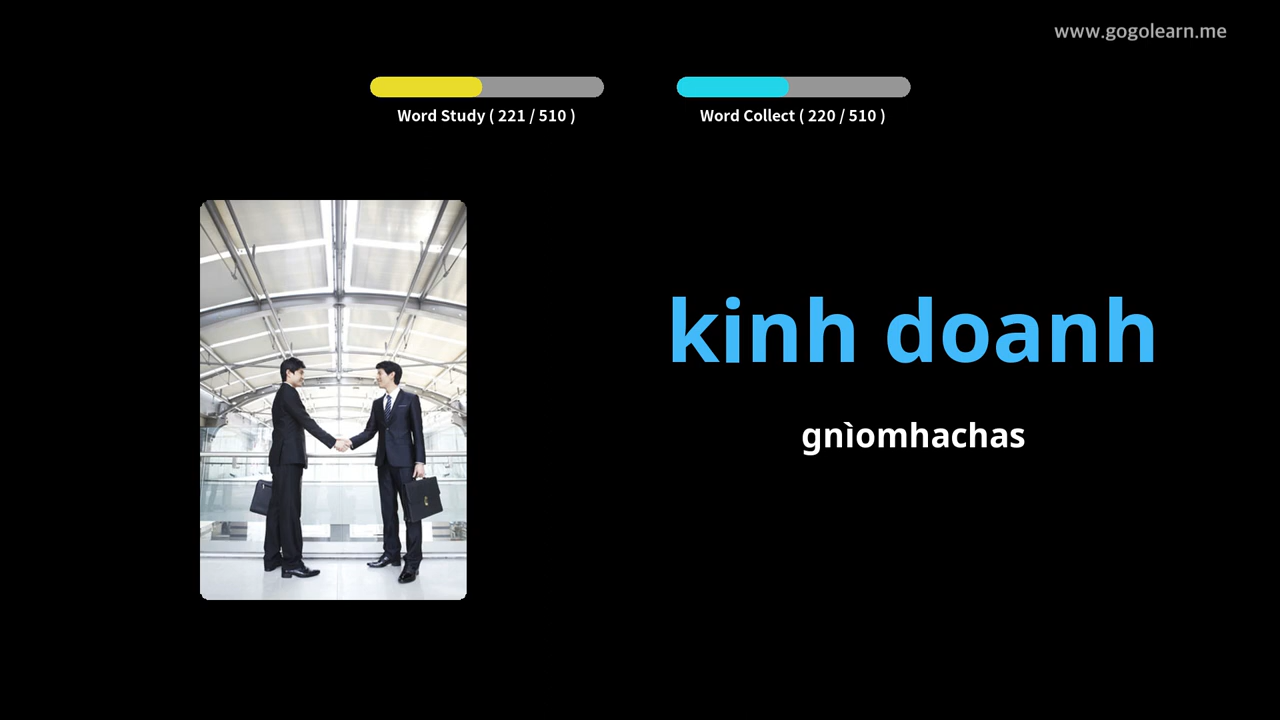 www.gogolearn.me
Word Study ( 221 / 510 )
Word Collect ( 220 / 510 )
kinh doanh
gnìomhachas